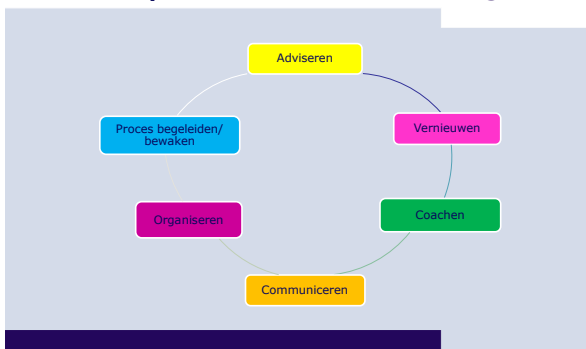 Adviseren
Vernieuwen
Coachen
Communiceren
Organiseren
Proces begeleiden/
bewaken